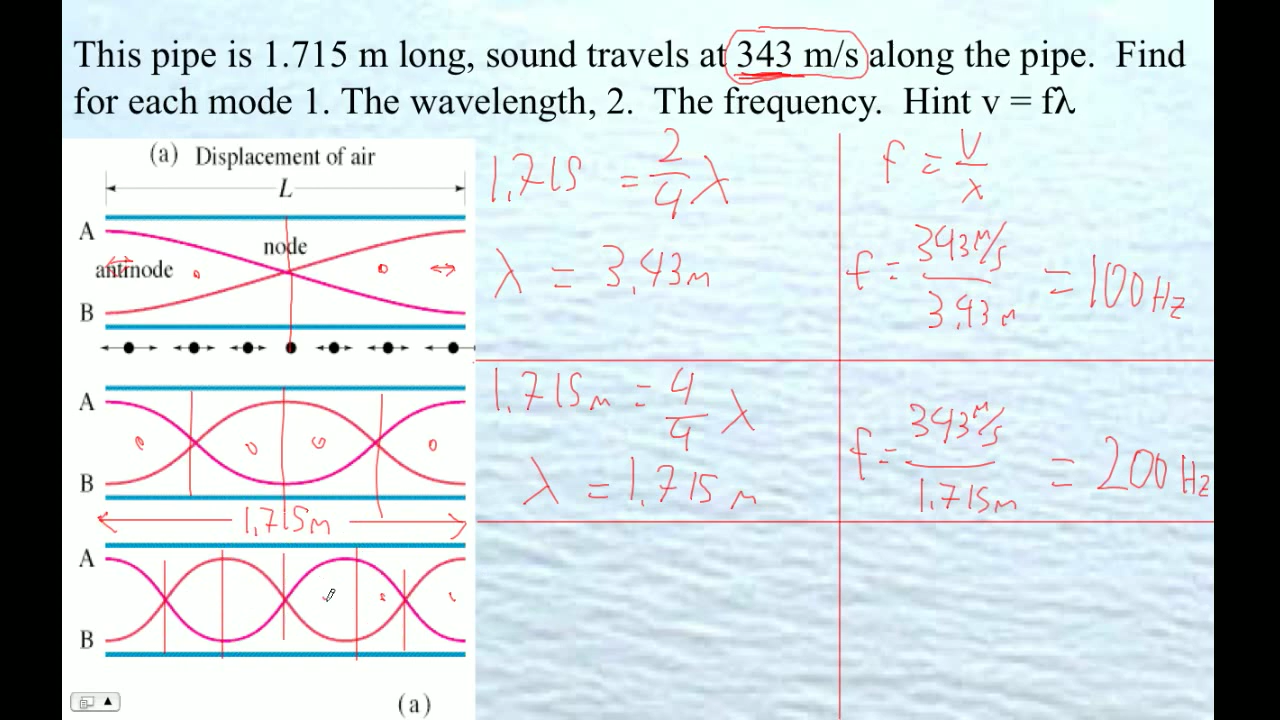 This pipe is 1.715 m long, sound travels at 343 m/s along the pipe. Find
for each mode 1. The wavelength, 2. The frequency. Hint v = fλ
(a) Displacement of air
L
A
node
antinode
B
A
B
1.715m
A
B
(a)
1.715 = 2/4 λ
λ = 3.43m
f = v/λ
f = 343m/s / 3.43m = 100Hz
1.715m = 4/4 λ
λ = 1.715m
f = 343m/s / 1.715m = 200Hz